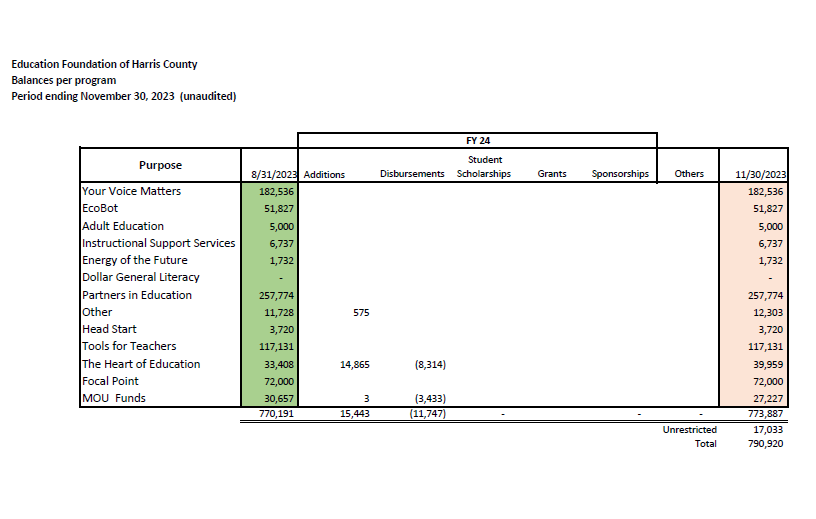 Education Foundation of Harris County
Balances per program
Period ending November 30, 2023 (unaudited)
FY 24
Purpose 8/31/2023 Additions Disbursements Student Scholarships Grants Sponsorships Others 11/30/2023
Your Voice Matters 182,536 182,536
EcoBot 51,827 51,827
Adult Education 5,000 5,000
Instructional Support Services 6,737 6,737
Energy of the Future 1,732 1,732
Dollar General Literacy - -
Partners in Education 257,774 257,774
Other 11,728 575 12,303
Head Start 3,720 3,720
Tools for Teachers 117,131 117,131
The Heart of Education 33,408 14,865 (8,314) 39,959
Focal Point 72,000 72,000
MOU Funds 30,657 3 (3,433) 27,227
770,191 15,443 (11,747) - - - 773,887
Unrestricted 17,033
Total 790,920